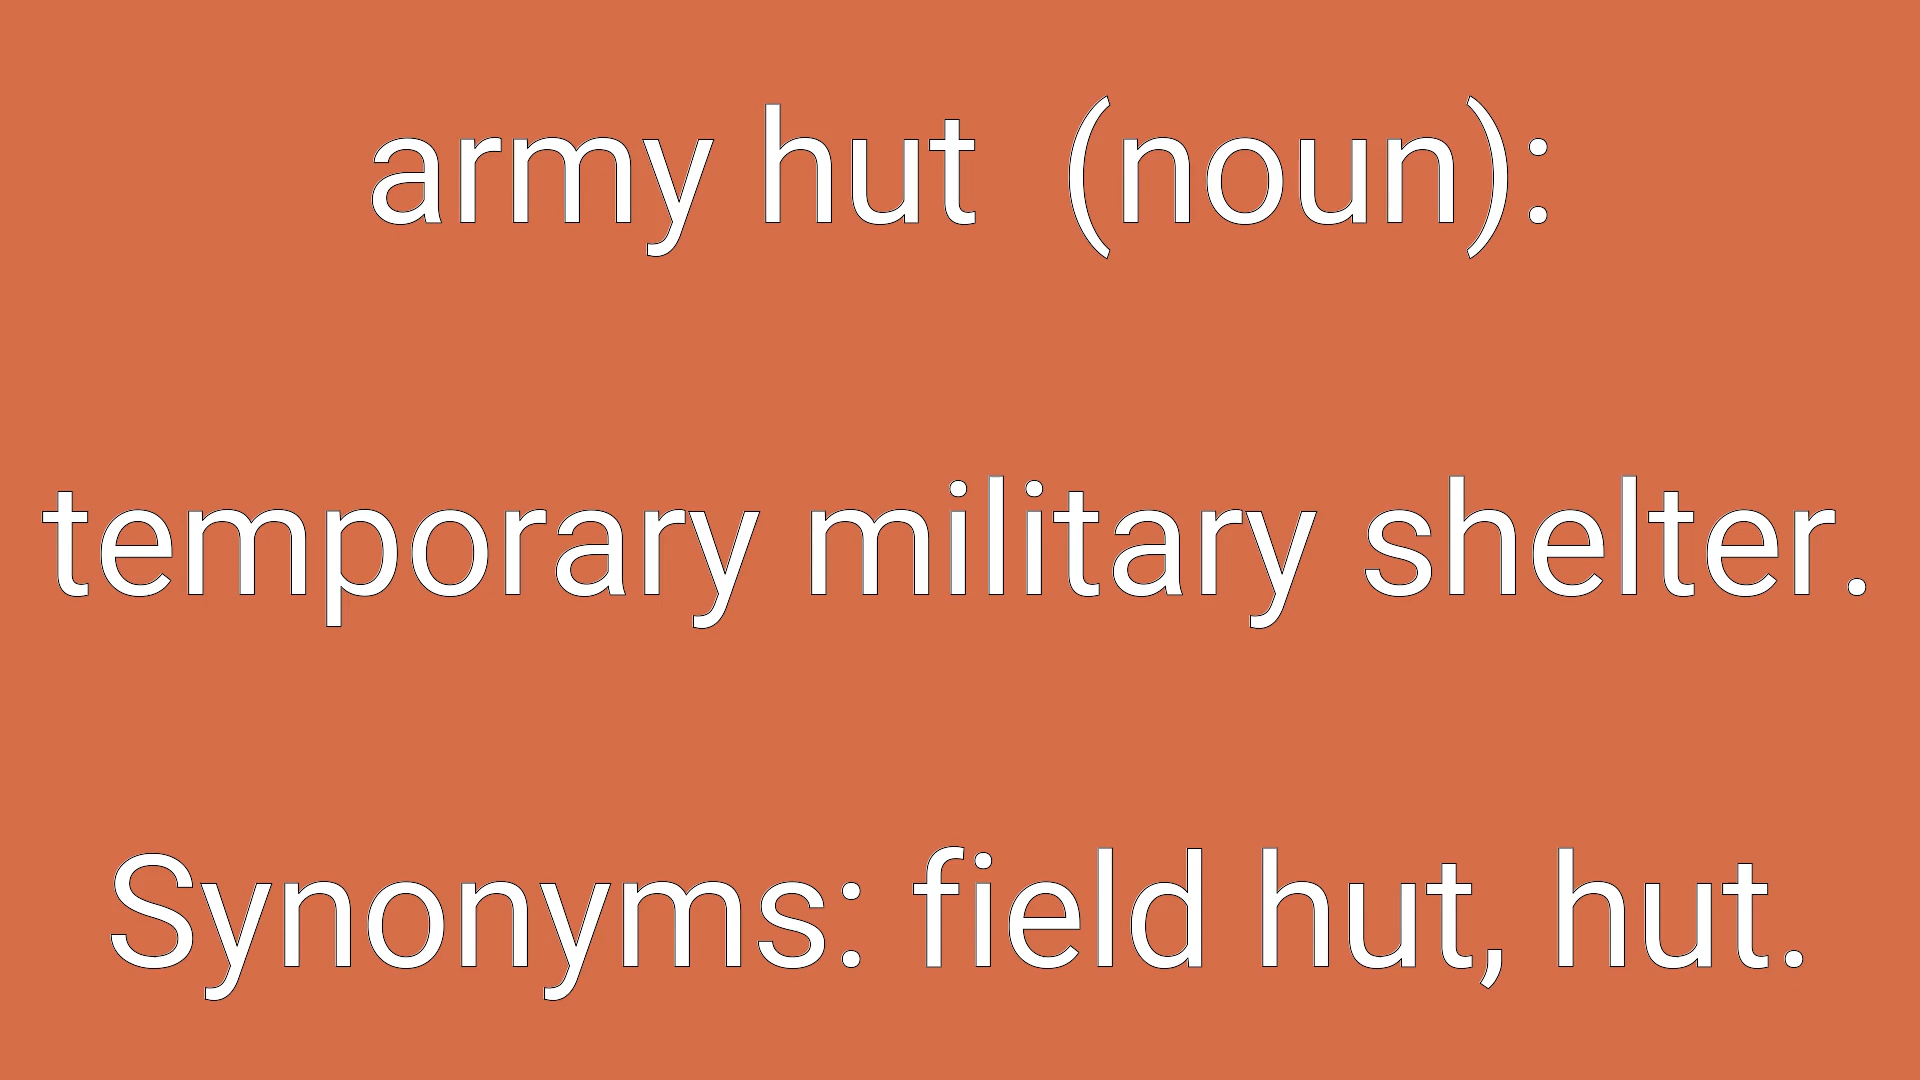 army hut  (noun):
temporary military shelter.
Synonyms: field hut, hut.